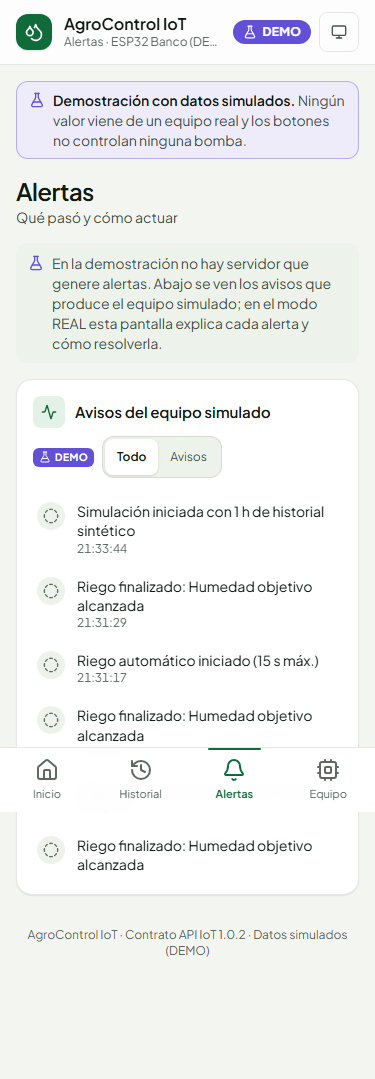 AgroControl IoT
Alertas · ESP32 Banco (DE...
DEMO
Demostración con datos simulados. Ningún
valor viene de un equipo real y los botones
no controlan ninguna bomba.
Alertas
Qué pasó y cómo actuar
En la demostración no hay servidor que
genere alertas. Abajo se ven los avisos que
produce el equipo simulado; en el modo
REAL esta pantalla explica cada alerta y
cómo resolverla.
Avisos del equipo simulado
DEMO
Todo
Avisos
Simulación iniciada con 1 h de historial
sintético
21:33:44
Riego finalizado: Humedad objetivo
alcanzada
21:31:29
Riego automático iniciado (15 s máx.)
21:31:17
Riego finalizado: Humedad objetivo
alcanzada
Inicio
Historial
Alertas
Equipo
Riego finalizado: Humedad objetivo
alcanzada
AgroControl IoT · Contrato API IoT 1.0.2 · Datos simulados
(DEMO)